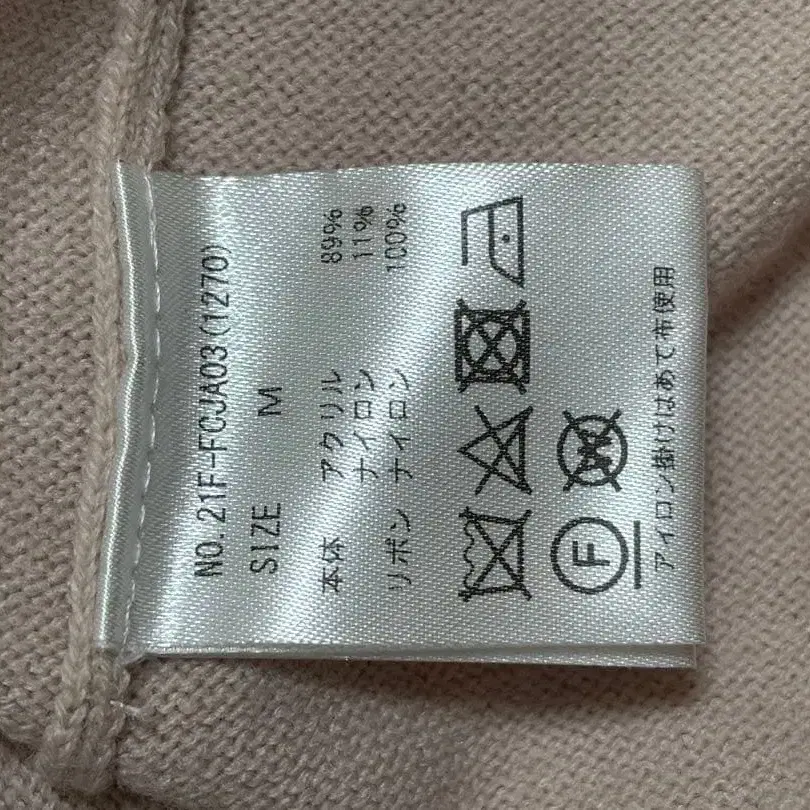 NO. 21F-FCJA03(1270)
SIZE M
本体 アクリル 89%
ナイロン 11%
リボン ナイロン 100%
F W
アイロン掛けはあて布使用